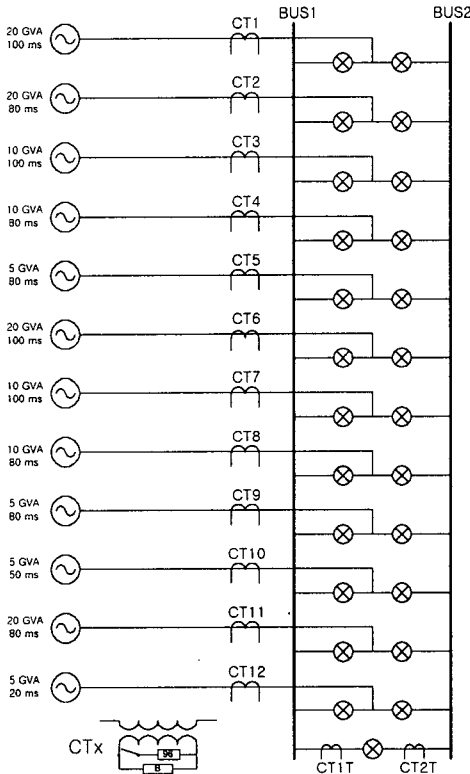 BUS1 BUS2
20 GVA
100 ms
CT1
20 GVA
80 ms
CT2
10 GVA
100 ms
CT3
10 GVA
80 ms
CT4
5 GVA
80 ms
CT5
20 GVA
100 ms
CT6
10 GVA
100 ms
CT7
10 GVA
80 ms
CT8
5 GVA
80 ms
CT9
5 GVA
50 ms
CT10
20 GVA
80 ms
CT11
5 GVA
20 ms
CT12
CTx
96
B
CT1T CT2T